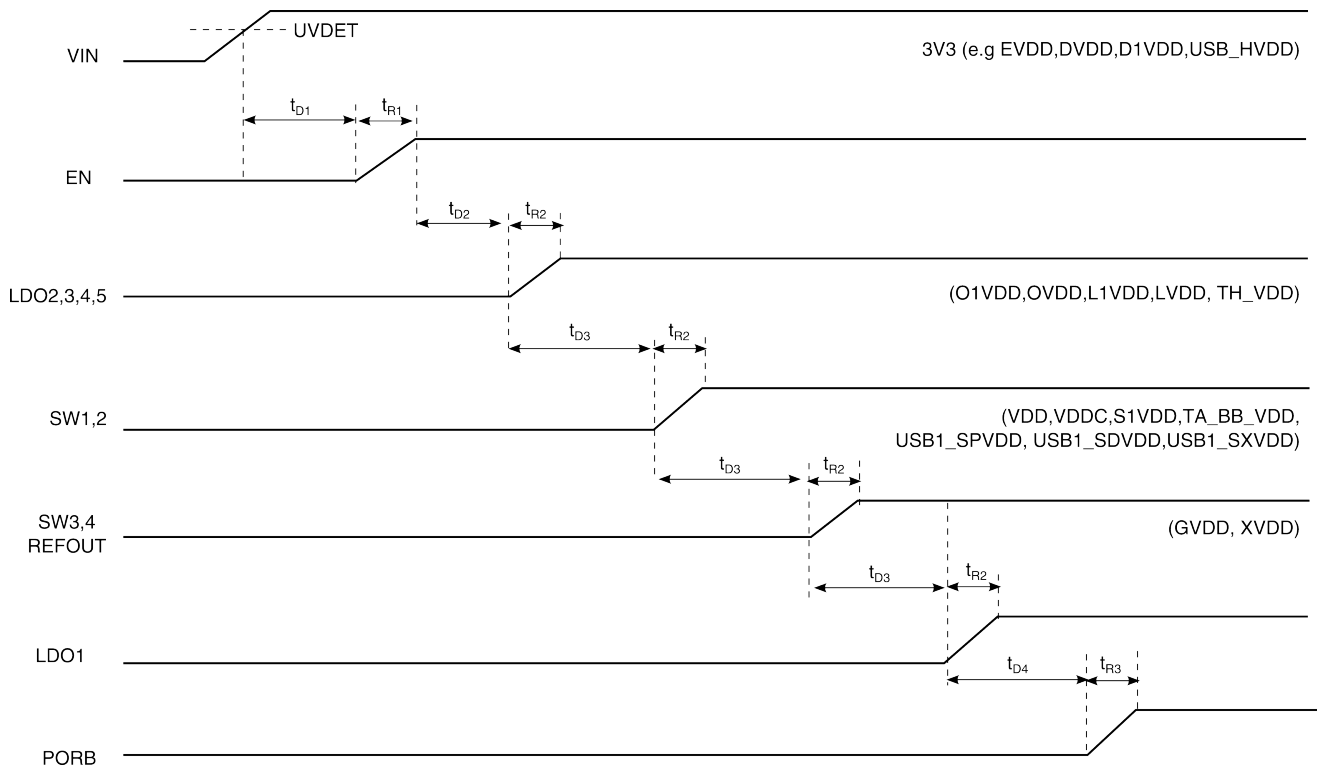 UVDET
VIN
3V3 (e.g EVDD,DVDD,D1VDD,USB_HVDD)
tD1
tR1
EN
tD2
tR2
LDO2,3,4,5
(O1VDD,OVDD,L1VDD,LVDD, TH_VDD)
tD3
tR2
SW1,2
(VDD,VDDC,S1VDD,TA_BB_VDD,
USB1_SPVDD, USB1_SDVDD,USB1_SXVDD)
tD3
tR2
SW3,4
REFOUT
(GVDD, XVDD)
tD3
tR2
LDO1
tD4
tR3
PORB